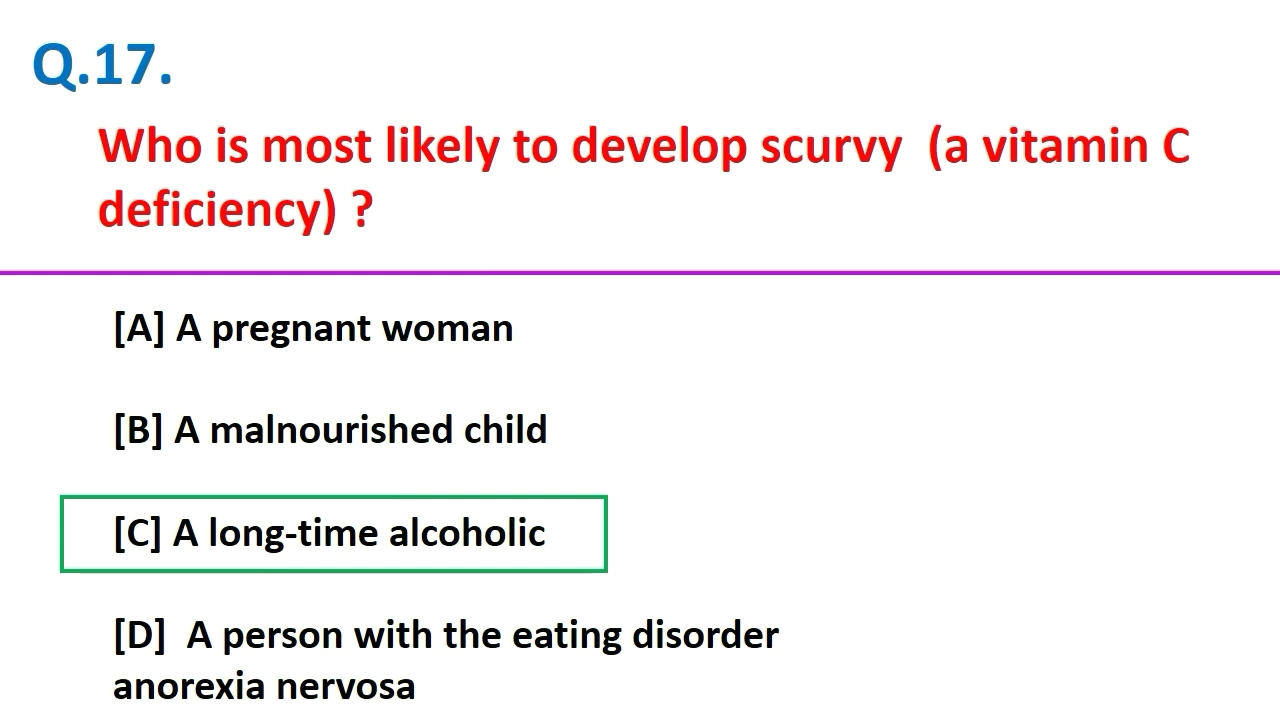 Q.17.
Who is most likely to develop scurvy  (a vitamin C
deficiency) ?
[A] A pregnant woman
[B] A malnourished child
[C] A long-time alcoholic
[D]  A person with the eating disorder
anorexia nervosa